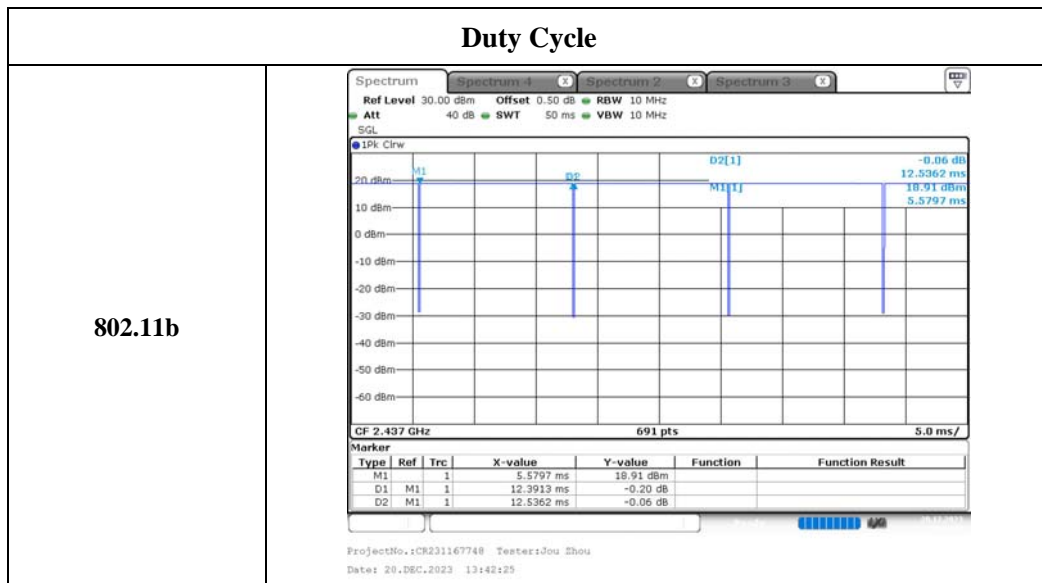 Duty Cycle
802.11b
Spectrum Spectrum 4 X Spectrum 2 X Spectrum 3 X
Ref Level 30.00 dBm Offset 0.50 dB RBW 10 MHz
Att 40 dB SWT 50 ms VBW 10 MHz
SGL
1Pk Clrw
D2[1] -0.06 dB
12.5362 ms
M1[1] 18.91 dBm
5.5797 ms
M1
D2
20 dBm
10 dBm
0 dBm
-10 dBm
-20 dBm
-30 dBm
-40 dBm
-50 dBm
-60 dBm
CF 2.437 GHz 691 pts 5.0 ms/
Marker
Type Ref Trc X-value Y-value Function Function Result
M1 1 5.5797 ms 18.91 dBm
D1 M1 1 12.3913 ms -0.20 dB
D2 M1 1 12.5362 ms -0.06 dB
ProjectNo.:CR231167748 Tester:Jou Zhou
Date: 20.DEC.2023 13:42:25